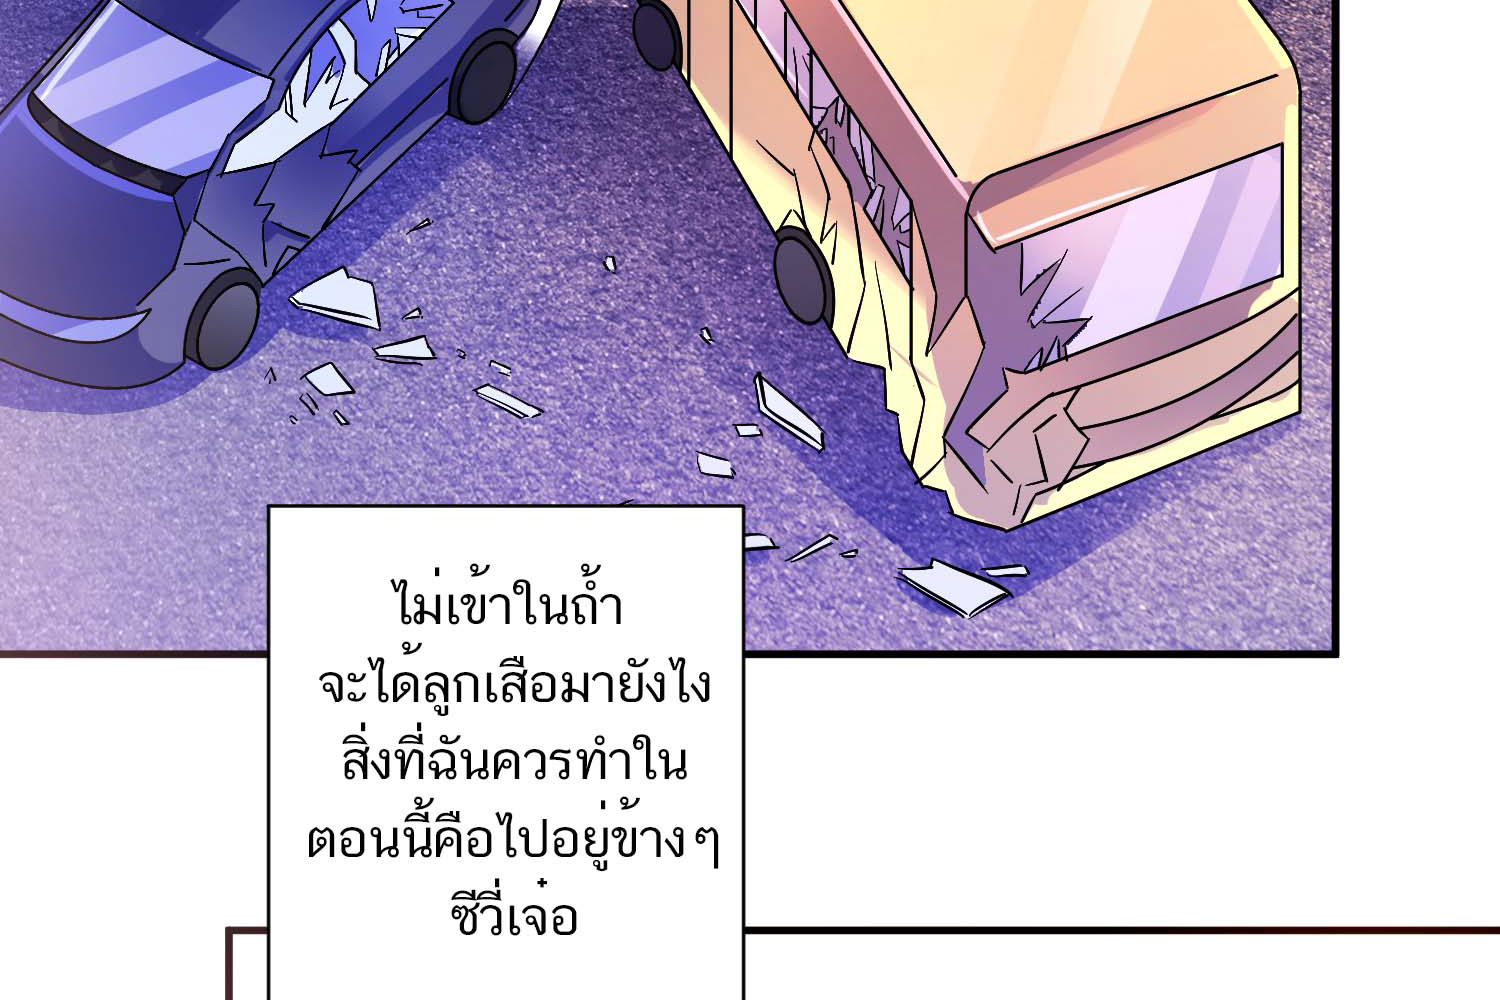 ไม่เข้าในถ้ำ
จะได้ลูกเสือมายังไง
สิ่งที่ฉันควรทำใน
ตอนนี้คือไปอยู่ข้างๆ
ซีวี่เจ๋อ